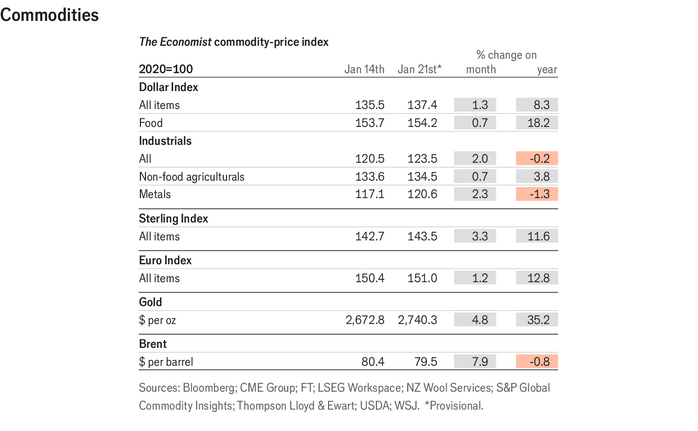 Commodities
The Economist commodity-price index
% change on
2020=100 Jan 14th Jan 21st* month year
Dollar Index
All items 135.5 137.4 1.3 8.3
Food 153.7 154.2 0.7 18.2
Industrials
All 120.5 123.5 2.0 -0.2
Non-food agriculturals 133.6 134.5 0.7 3.8
Metals 117.1 120.6 2.3 -1.3
Sterling Index
All items 142.7 143.5 3.3 11.6
Euro Index
All items 150.4 151.0 1.2 12.8
Gold
$ per oz 2,672.8 2,740.3 4.8 35.2
Brent
$ per barrel 80.4 79.5 7.9 -0.8
Sources: Bloomberg; CME Group; FT; LSEG Workspace; NZ Wool Services; S&P Global
Commodity Insights; Thompson Lloyd & Ewart; USDA; WSJ. *Provisional.